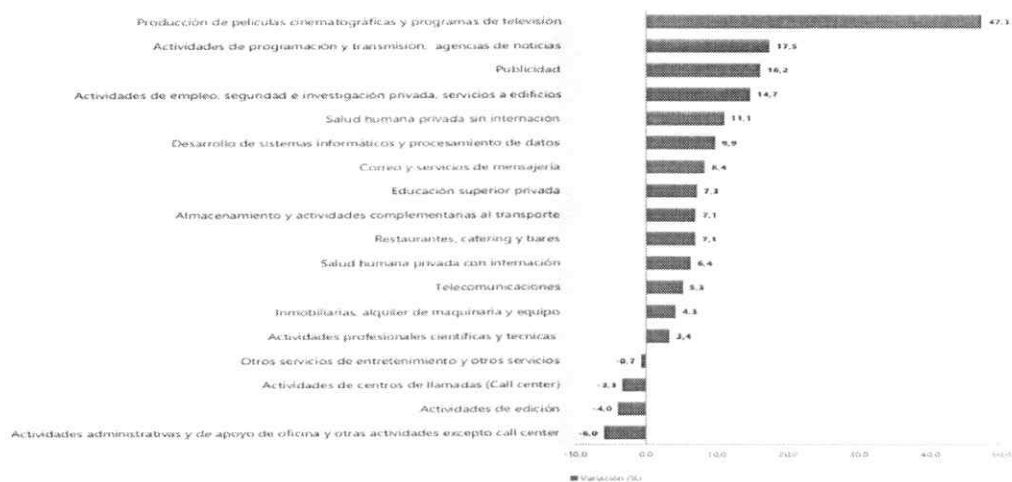 Producción de películas cinematográficas y programas de televisión 47,3
Actividades de programación y transmisión, agencias de noticias 17,5
Publicidad 16,2
Actividades de empleo, seguridad e investigación privada, servicios a edificios 14,7
Salud humana privada sin internación 11,1
Desarrollo de sistemas informáticos y procesamiento de datos 9,9
Correo y servicios de mensajería 8,4
Educación superior privada 7,3
Almacenamiento y actividades complementarias al transporte 7,1
Restaurantes, catering y bares 7,1
Salud humana privada con internación 6,4
Telecomunicaciones 5,3
Inmobiliarias, alquiler de maquinaria y equipo 4,3
Actividades profesionales científicas y técnicas 3,4
Otros servicios de entretenimiento y otros servicios -0,7
Actividades de centros de llamadas (Call center) -3,3
Actividades de edición -4,0
Actividades administrativas y de apoyo de oficina y otras actividades excepto call center -6,0
-10,0 0,0 10,0 20,0 30,0 40,0 50,0
Variación (%)